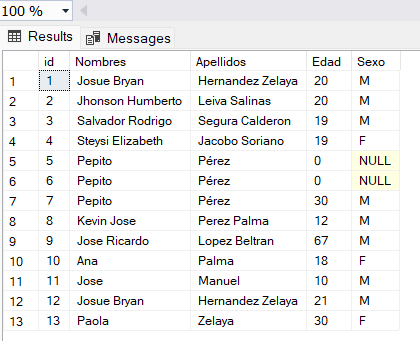 100 %
Results Messages
id Nombres Apellidos Edad Sexo
1 1 Josue Bryan Hernandez Zelaya 20 M
2 2 Jhonson Humberto Leiva Salinas 20 M
3 3 Salvador Rodrigo Segura Calderon 19 M
4 4 Steysi Elizabeth Jacobo Soriano 19 F
5 5 Pepito Pérez 0 NULL
6 6 Pepito Pérez 0 NULL
7 7 Pepito Pérez 30 M
8 8 Kevin Jose Perez Palma 12 M
9 9 Jose Ricardo Lopez Beltran 67 M
10 10 Ana Palma 18 F
11 11 Jose Manuel 10 M
12 12 Josue Bryan Hernandez Zelaya 21 M
13 13 Paola Zelaya 30 F